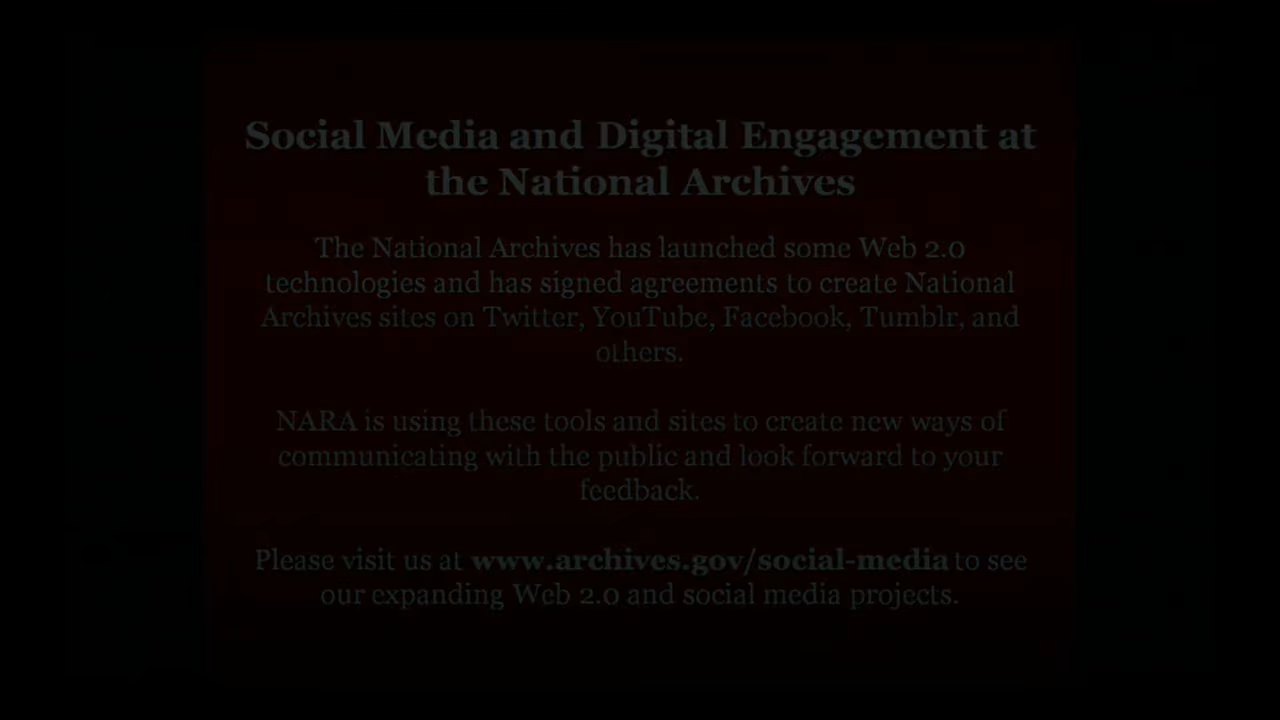 Social Media and Digital Engagement at
the National Archives
The National Archives has launched some Web 2.0
technologies and has signed agreements to create National
Archives sites on Twitter, YouTube, Facebook, Tumblr, and
others.
NARA is using these tools and sites to create new ways of
communicating with the public and look forward to your
feedback.
Please visit us at www.archives.gov/social-media to see
our expanding Web 2.0 and social media projects.